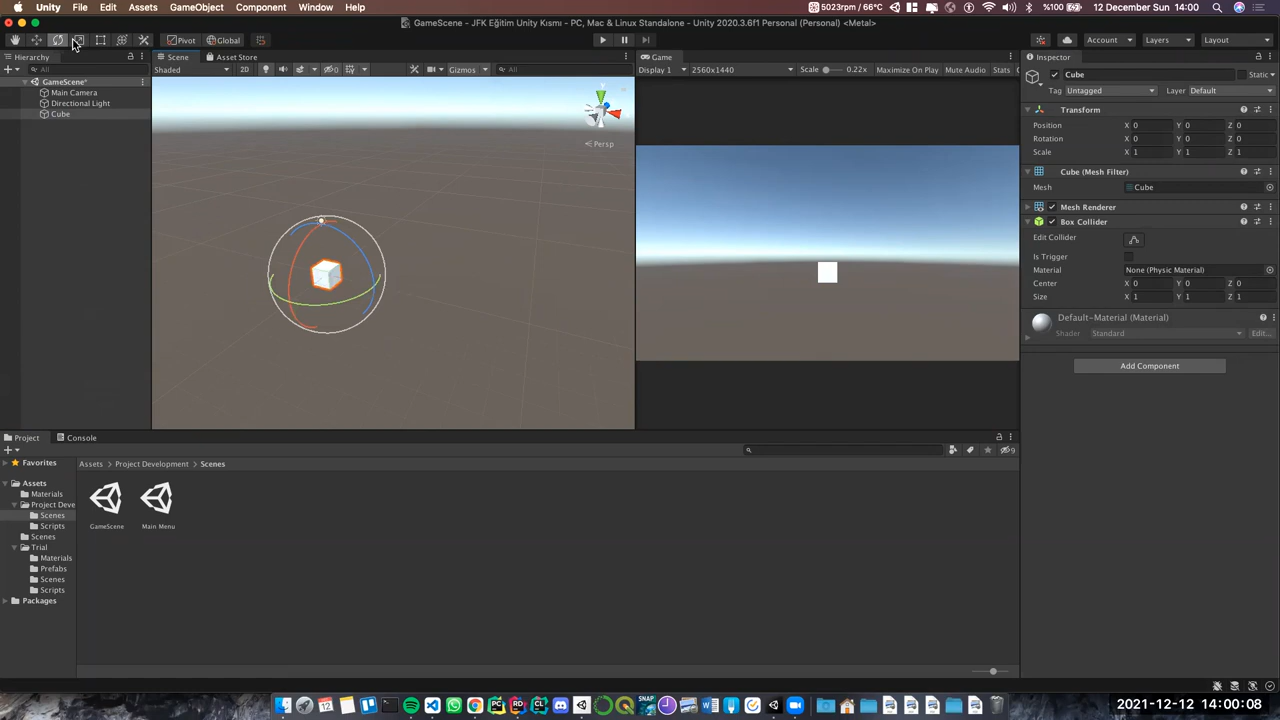 Unity File Edit Assets GameObject Component Window Help 5023rpm %100 12 December Sun 14:00
GameScene - JFK Eğitim Unity Kısmı - PC, Mac & Linux Standalone - Unity 2020.3.6f1 Personal (Personal) <Metal>
Pivot Global Account Layers Layout
Hierarchy Scene Asset Store Game Inspector
All Shaded 2D 0 Gizmos All Display 1 2560x1440 Scale 0.22x Maximize On Play Mute Audio Stats Cube Static
GameScene*
Main Camera
Directional Light
Cube
Persp
Tag Untagged Layer Default
Transform
Position X 0 Y 0 Z 0
Rotation X 0 Y 0 Z 0
Scale X 1 Y 1 Z 1
Cube (Mesh Filter)
Mesh Cube
Mesh Renderer
Box Collider
Edit Collider
Is Trigger
Material None (Physic Material)
Center X 0 Y 0 Z 0
Size X 1 Y 1 Z 1
Default-Material (Material)
Shader Standard Edit...
Add Component
Project Console
9
Favorites
Assets
Materials
Project Deve
Scenes
Scripts
Scenes
Trial
Materials
Prefabs
Scenes
Scripts
Packages
Assets > Project Development > Scenes
GameScene Main Menu
2021-12-12 14:00:08